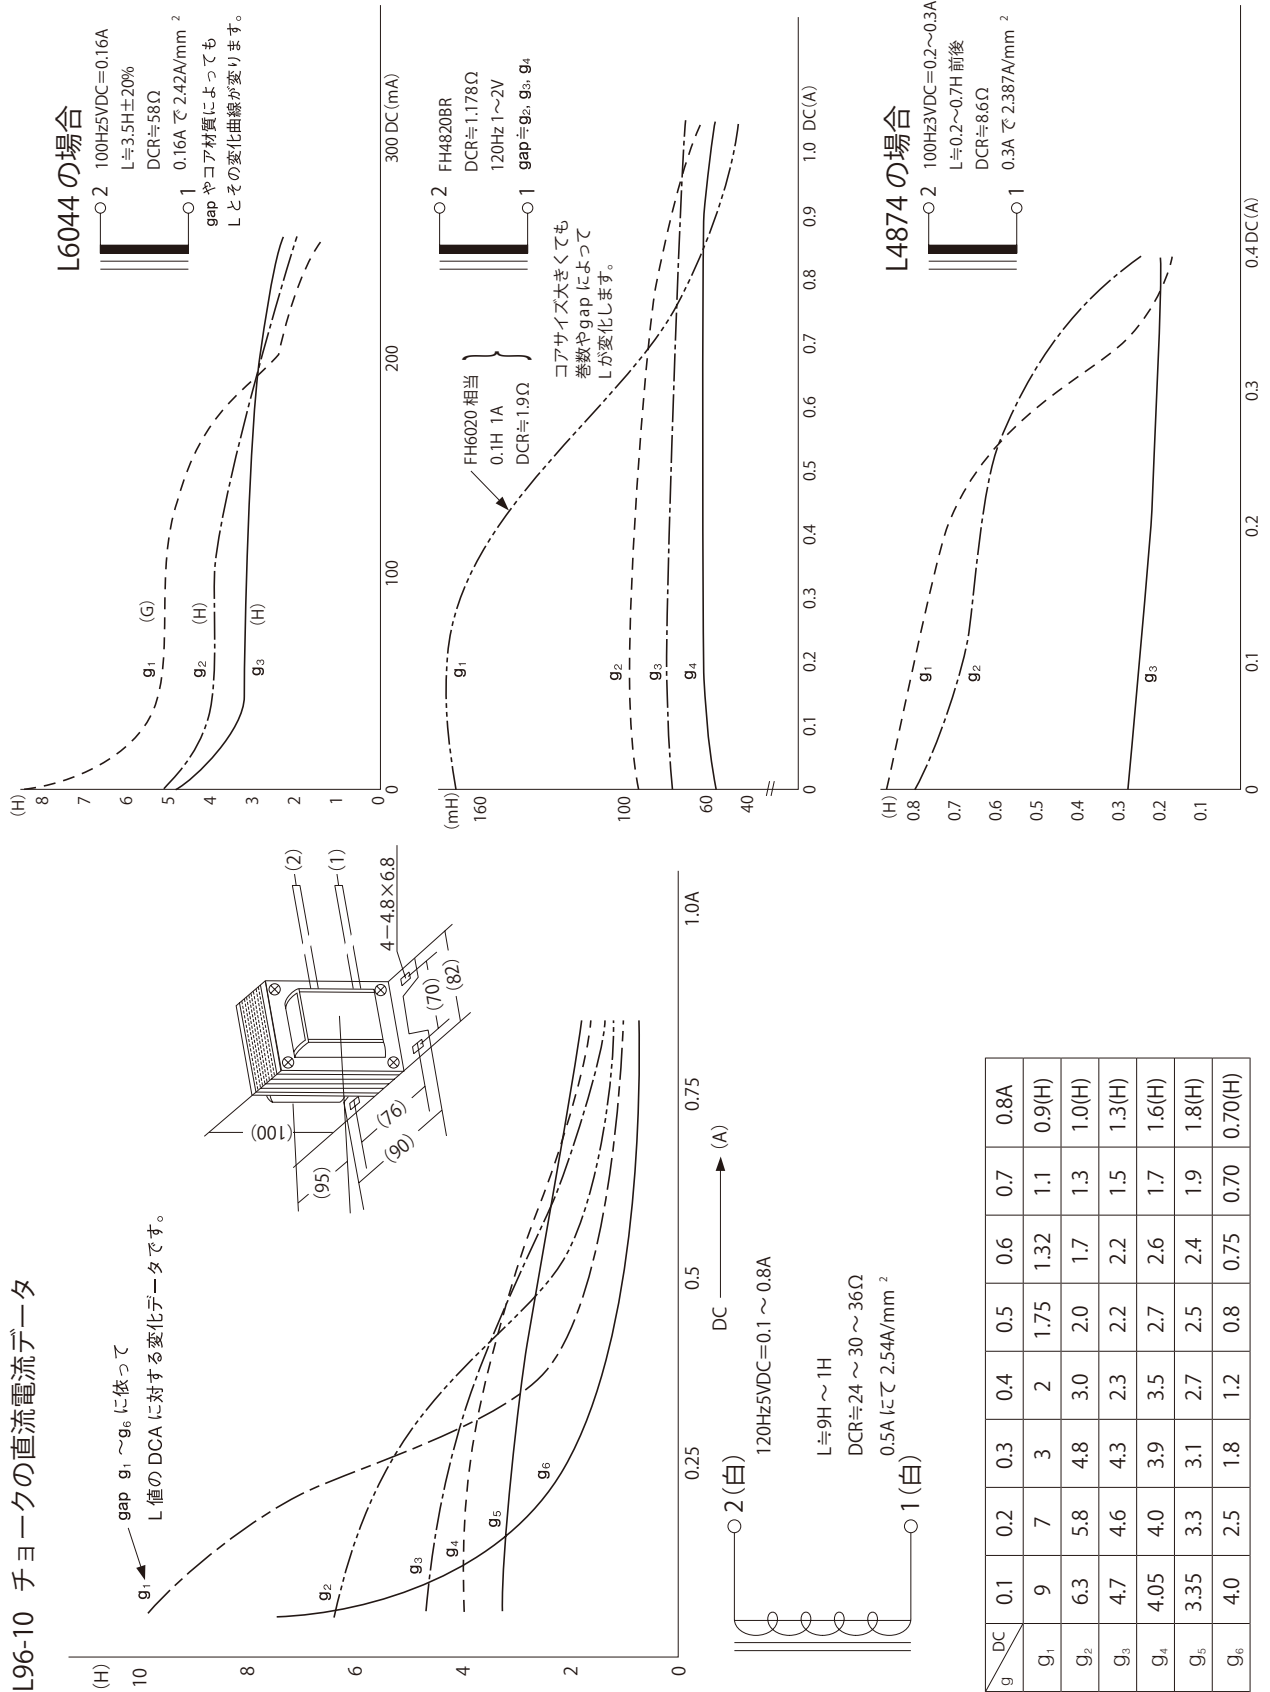 L96-10 チョークの直流電流データ
gap g₁～g₆ に依って
L 値の DCA に対する変化データです。
(H)
10
8
6
4
2
0
g₁
g₂
g₃
g₄
g₅
g₆
0.25
0.5
0.75
1.0A
DC (A)
(100)
(95)
(90)
(76)
(70)
(82)
4－4.8×6.8
(2)
(1)
2 (白)
120Hz5VDC=0.1～0.8A
L≒9H～1H
DCR≒24～30～36Ω
0.5A にて 2.54A/mm ²
1 (白)
g DC 0.1 0.2 0.3 0.4 0.5 0.6 0.7 0.8A
g₁ 9 7 3 2 1.75 1.32 1.1 0.9(H)
g₂ 6.3 5.8 4.8 3.0 2.0 1.7 1.3 1.0(H)
g₃ 4.7 4.6 4.3 2.3 2.2 2.2 1.5 1.3(H)
g₄ 4.05 4.0 3.9 3.5 2.7 2.6 1.7 1.6(H)
g₅ 3.35 3.3 3.1 2.7 2.5 2.4 1.9 1.8(H)
g₆ 4.0 2.5 1.8 1.2 0.8 0.75 0.70 0.70(H)
L6044 の場合
2
100Hz5VDC=0.16A
L≒3.5H±20%
DCR≒58Ω
0.16A で 2.42A/mm ²
1
gap やコア材質によっても
L とその変化曲線が変ります。
(H)
8
7
6
5
4
3
2
1
0
g₁
(G)
g₂
(H)
g₃
(H)
0
100
200
300 DC(mA)
2
FH4820BR
DCR≒1.178Ω
120Hz 1～2V
gap≒g₂, g₃, g₄
1
FH6020 相当
0.1H 1A
DCR≒1.9Ω
コアサイズ大きくても
巻数やgap によって
L が変化します。
(mH)
160
100
60
40
g₁
g₂
g₃
g₄
0
0.1
0.2
0.3
0.4
0.5
0.6
0.7
0.8
0.9
1.0 DC(A)
L4874 の場合
2
100Hz3VDC=0.2～0.3A
L≒0.2～0.7H 前後
DCR≒8.6Ω
0.3A で 2.387A/mm ²
1
(H)
0.8
0.7
0.6
0.5
0.4
0.3
0.2
0.1
g₁
g₂
g₃
0
0.1
0.2
0.3
0.4 DC(A)